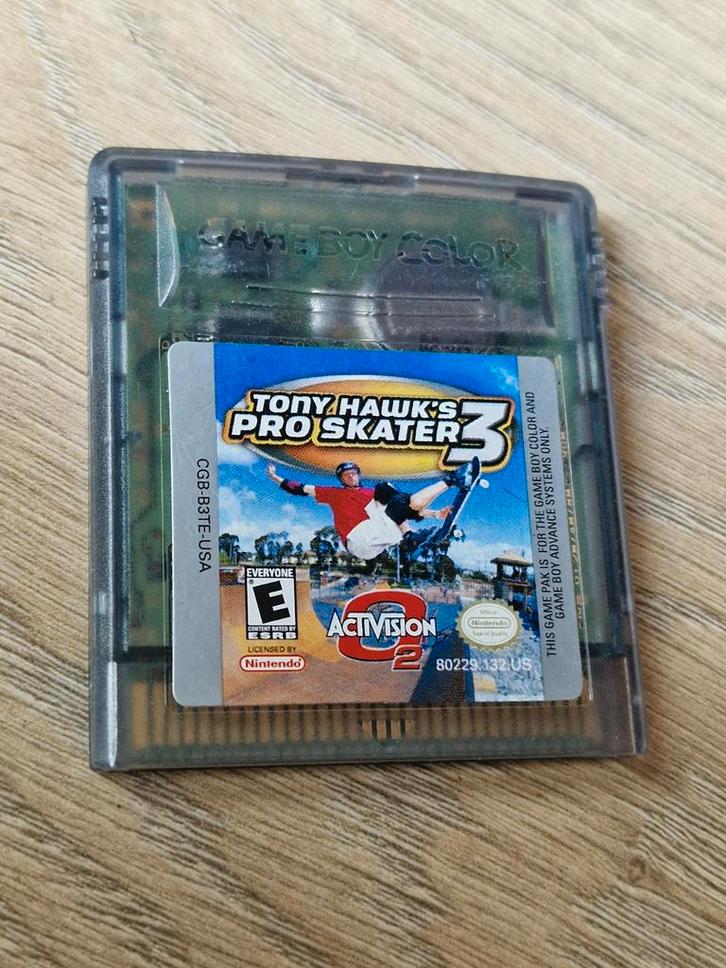 GAME BOY COLOR
TONY HAWK'S
PRO SKATER 3
CGB-B3TE-USA
EVERYONE
E
CONTENT RATED BY
ESRB
LICENSED BY
Nintendo
ACTIVISION
O2
Official
Nintendo
Seal of Quality
80229.132.US
THIS GAME PAK IS FOR THE GAME BOY COLOR AND
GAME BOY ADVANCE SYSTEMS ONLY.